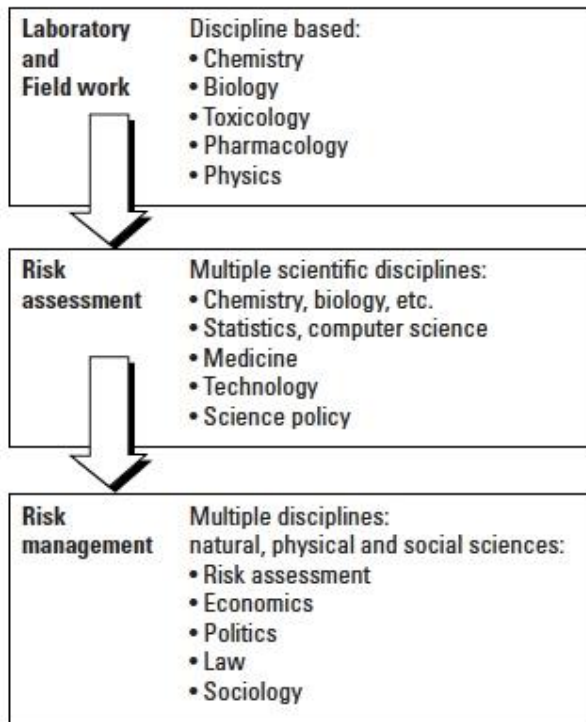 Laboratory
and
Field work
Discipline based:
• Chemistry
• Biology
• Toxicology
• Pharmacology
• Physics
Risk
assessment
Multiple scientific disciplines:
• Chemistry, biology, etc.
• Statistics, computer science
• Medicine
• Technology
• Science policy
Risk
management
Multiple disciplines:
natural, physical and social sciences:
• Risk assessment
• Economics
• Politics
• Law
• Sociology